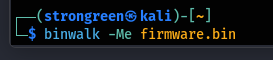 ┌──(strongreen㉿kali)-[~]
└─$ binwalk -Me firmware.bin